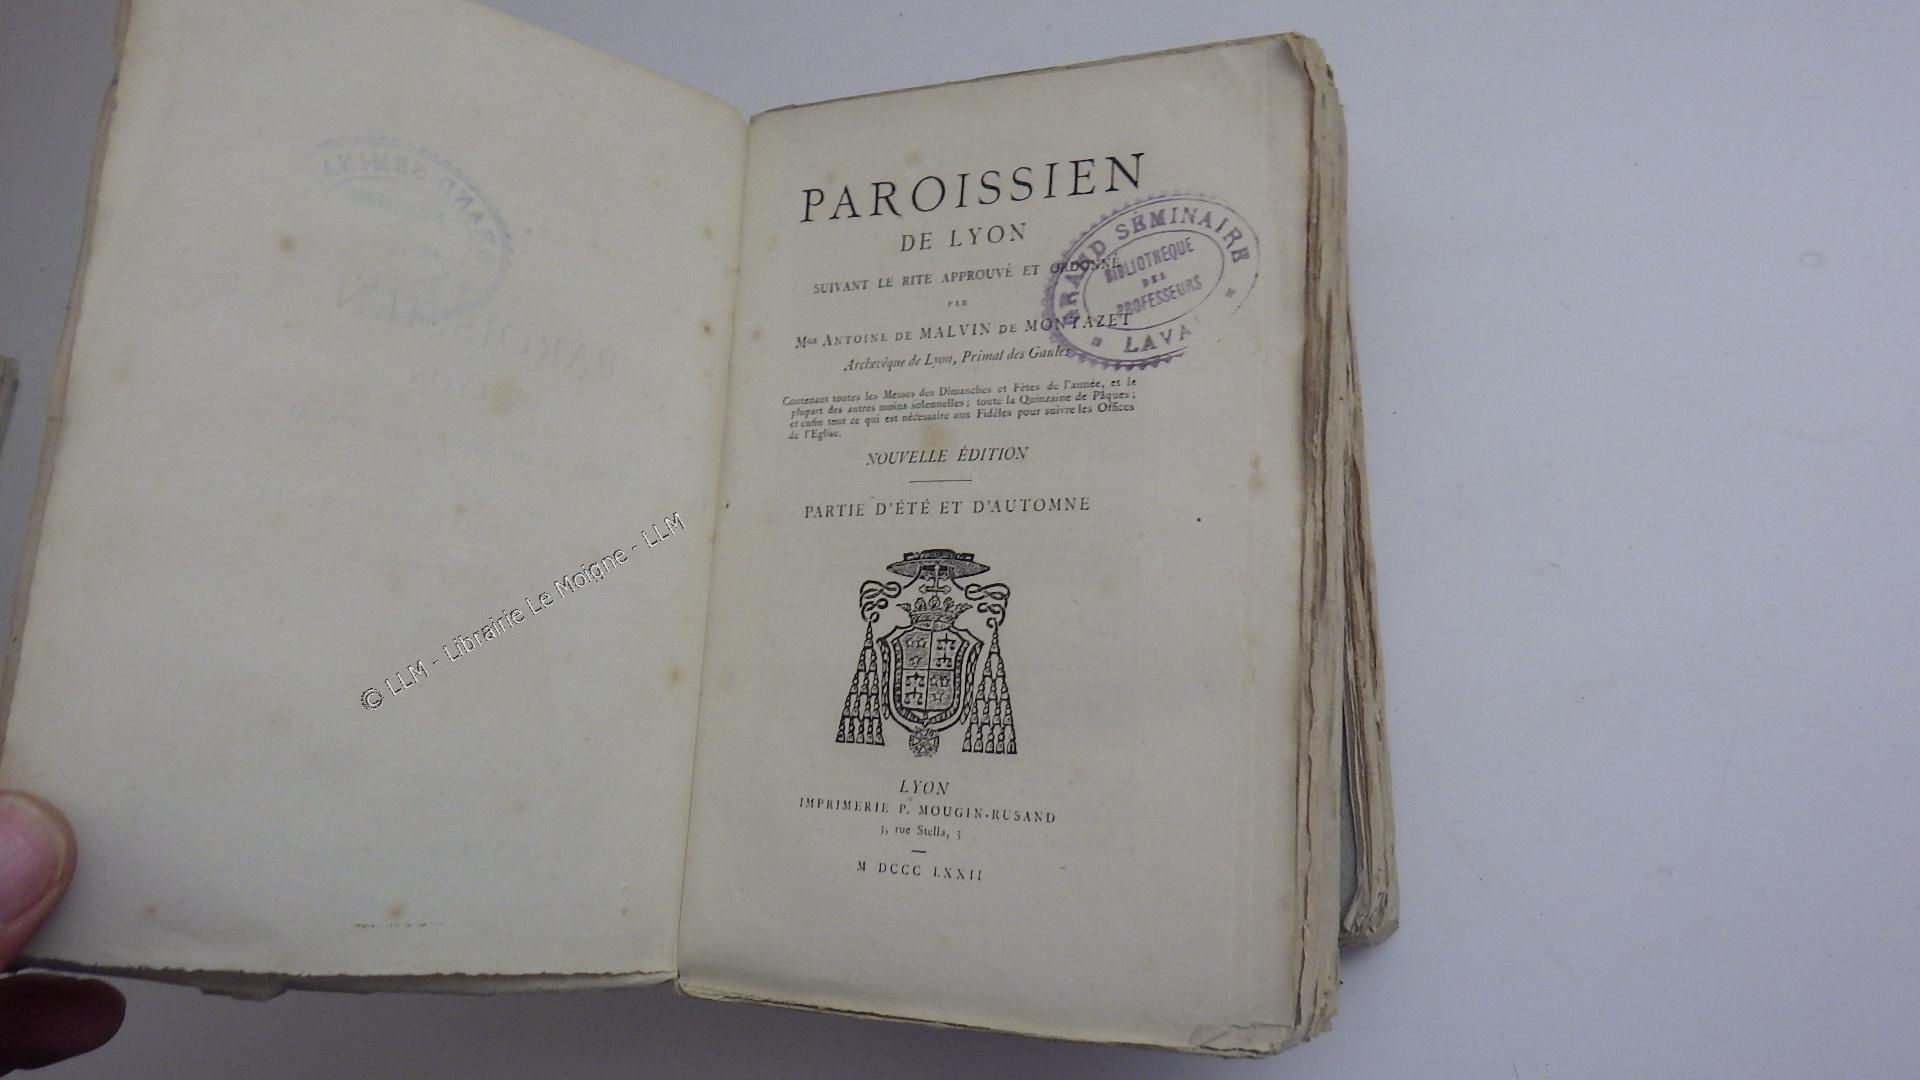 PAROISSIEN
DE LYON
SUIVANT LE RITE APPROUVÉ ET ORDONNÉ
PAR
Mgr ANTOINE DE MALVIN DE MONTAZET
Archevêque de Lyon, Primat des Gaules
Contenant toutes les Messes des Dimanches et Fêtes de l'année, et la
plupart des autres moins solennelles; toute la Quinzaine de Pâques;
et enfin tout ce qui est nécessaire aux Fidèles pour suivre les Offices
de l'Eglise.
NOUVELLE ÉDITION
PARTIE D'ÉTÉ ET D'AUTOMNE
LYON
IMPRIMERIE P. MOUGIN-RUSAND
3, rue Stella, 3
M DCCC LXXII
GRAND SÉMINAIRE
BIBLIOTHÈQUE
DES
PROFESSEURS
LAVA
© LLM - Librairie Le Moigne - LLM